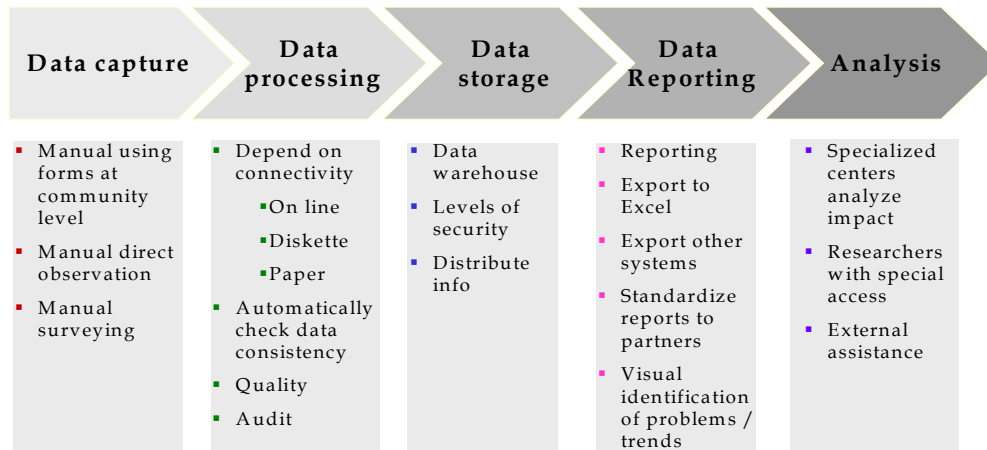 Data capture
Data
processing
Data
storage
Data
Reporting
Analysis
▪ Manual using
forms at
community
level
▪ Manual direct
observation
▪ Manual
surveying
▪ Depend on
connectivity
▪On line
▪Diskette
▪Paper
▪ Automatically
check data
consistency
▪ Quality
▪ Audit
▪ Data
warehouse
▪ Levels of
security
▪ Distribute
info
▪ Reporting
▪ Export to
Excel
▪ Export other
systems
▪ Standardize
reports to
partners
▪ Visual
identification
of problems /
trends
▪ Specialized
centers
analyze
impact
▪ Researchers
with special
access
▪ External
assistance